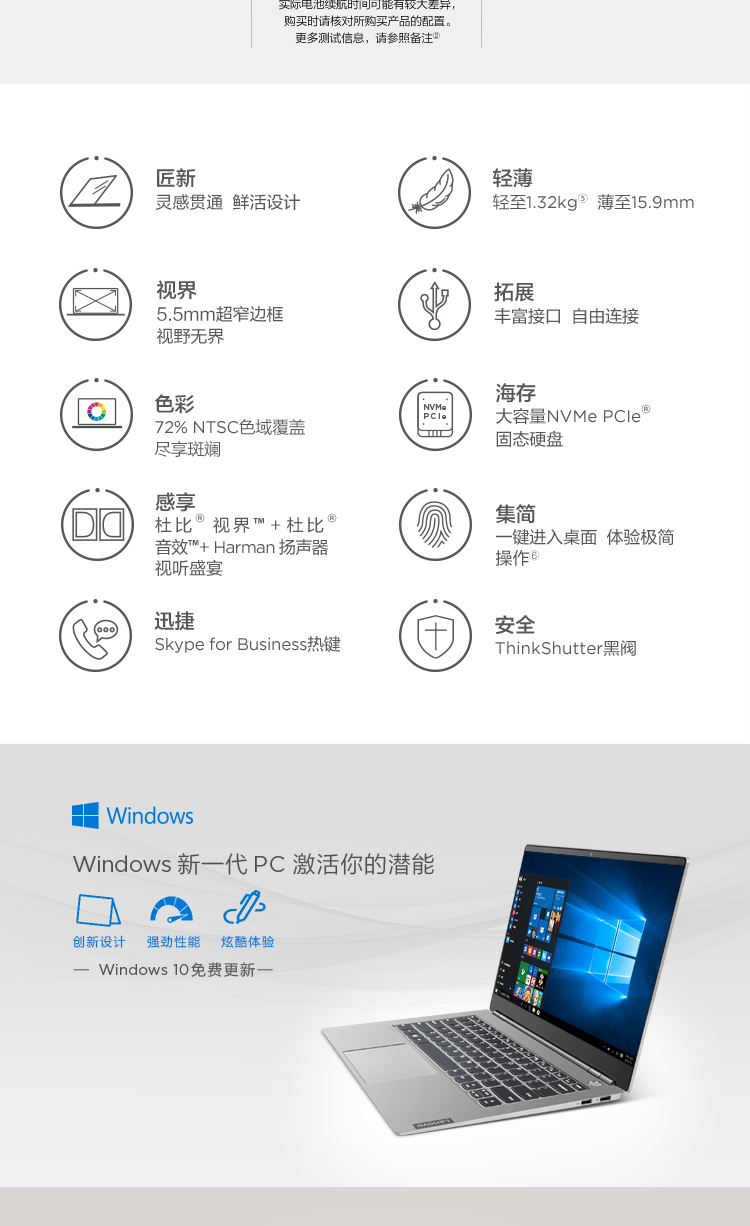 实际电池续航时间可能有较大差异，
购买时请核对所购买产品的配置。
更多测试信息，请参照备注②
匠新
灵感贯通 鲜活设计
轻薄
轻至1.32kg⑤ 薄至15.9mm
视界
5.5mm超窄边框
视野无界
拓展
丰富接口 自由连接
色彩
72% NTSC色域覆盖
尽享斑斓
NVMe
PCIe
海存
大容量NVMe PCIe®
固态硬盘
感享
杜比® 视界™ + 杜比®
音效™+ Harman 扬声器
视听盛宴
集简
一键进入桌面 体验极简
操作⑥
迅捷
Skype for Business热键
安全
ThinkShutter黑阀
Windows
Windows 新一代 PC 激活你的潜能
创新设计 强劲性能 炫酷体验
— Windows 10免费更新—
Lenovo